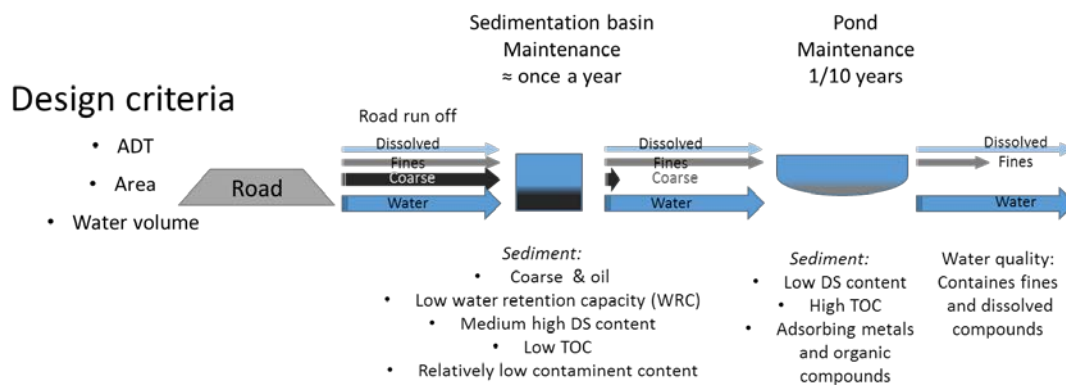 Sedimentation basin
Maintenance
≈ once a year
Pond
Maintenance
1/10 years
Design criteria
• ADT
• Area
• Water volume
Road
Road run off
Dissolved
Fines
Coarse
Water
Dissolved
Fines
Coarse
Water
Dissolved
Fines
Water
Sediment:
• Coarse & oil
• Low water retention capacity (WRC)
• Medium high DS content
• Low TOC
• Relatively low contaminent content
Sediment:
• Low DS content
• High TOC
• Adsorbing metals
and organic
compounds
Water quality:
Containes fines
and dissolved
compounds